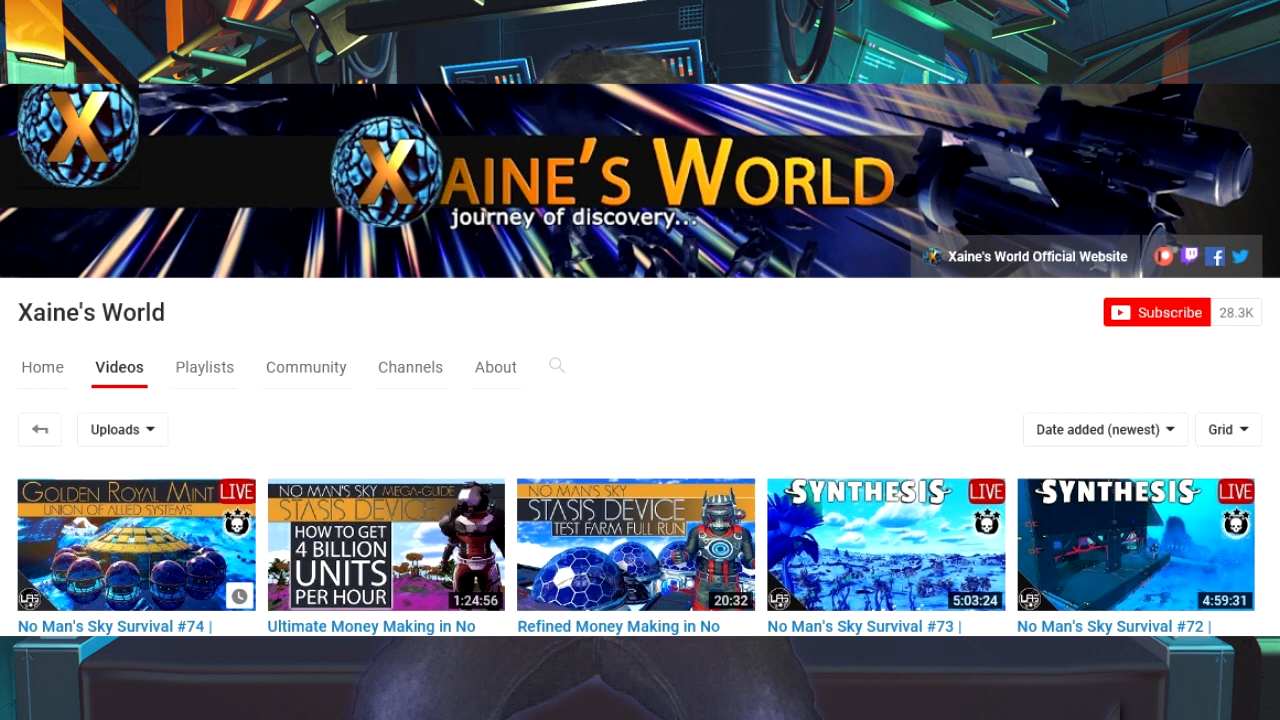 X
XAINE'S WORLD
journey of discovery...
Xaine's World Official Website
Xaine's World
Subscribe 28.3K
Home Videos Playlists Community Channels About
Uploads
Date added (newest) Grid
GOLDEN ROYAL MINT LIVE
UNION OF ALLIED SYSTEMS
UAS
No Man's Sky Survival #74 |
NO MAN'S SKY MEGA-GUIDE
STASIS DEVICE
HOW TO GET
4 BILLION
UNITS
PER HOUR
1:24:56
Ultimate Money Making in No
NO MAN'S SKY
STASIS DEVICE
TEST FARM FULL RUN
20:32
Refined Money Making in No
SYNTHESIS LIVE
UAS
5:03:24
No Man's Sky Survival #73 |
SYNTHESIS LIVE
UAS
4:59:31
No Man's Sky Survival #72 |